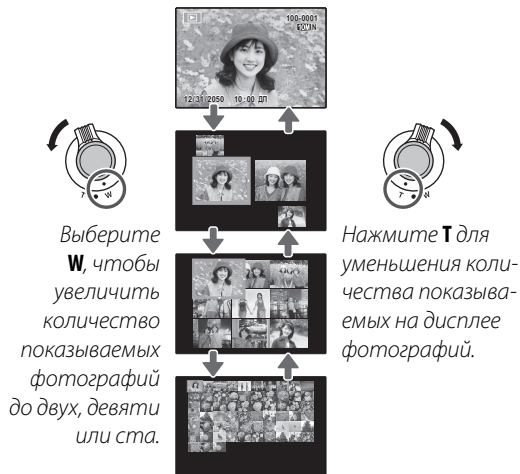 100-0001
12/31/2050 10:00 ДП
T W
T W
Выберите
W, чтобы
увеличить
количество
показываемых
фотографий
до двух, девяти
или ста.
Нажмите T для
уменьшения коли-
чества показыва-
емых на дисплее
фотографий.